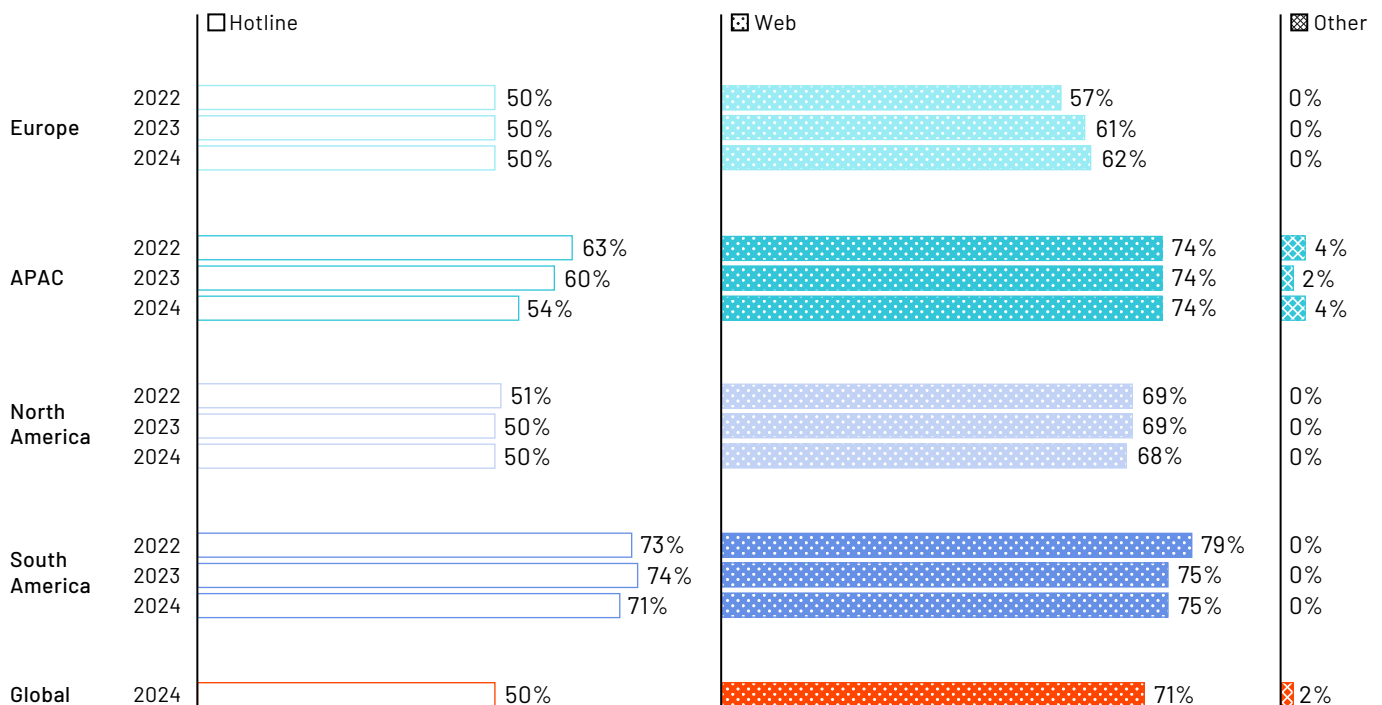 Hotline Web Other
2022 50% 57% 0%
Europe 2023 50% 61% 0%
2024 50% 62% 0%
2022 63% 74% 4%
APAC 2023 60% 74% 2%
2024 54% 74% 4%
2022 51% 69% 0%
North
America
2023 50% 69% 0%
2024 50% 68% 0%
2022 73% 79% 0%
South
America
2023 74% 75% 0%
2024 71% 75% 0%
Global 2024 50% 71% 2%